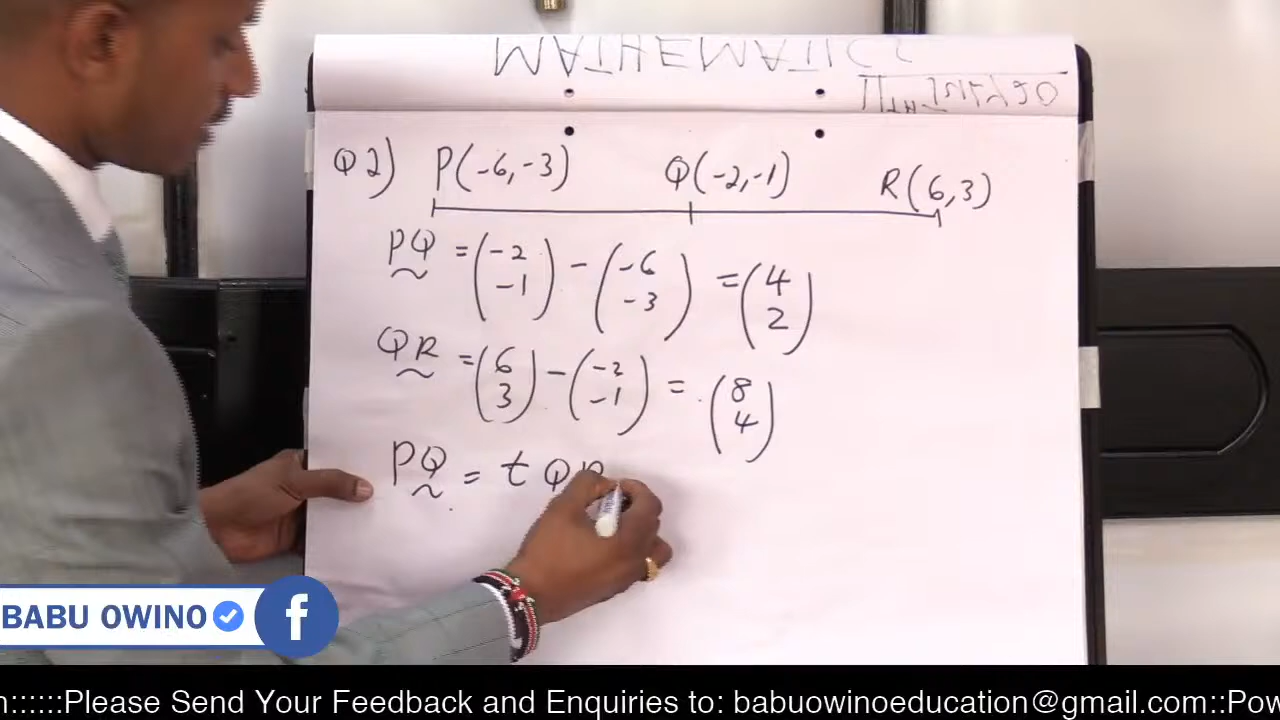 MATHEMATICS
Q2) P(-6,-3) Q(-2,-1) R(6,3)
PQ = (-2 -1) - (-6 -3) = (4 2)
QR = (6 3) - (-2 -1) = (8 4)
PQ = t QR
BABU OWINO
f
::::::Please Send Your Feedback and Enquiries to: babuowinoeducation@gmail.com::